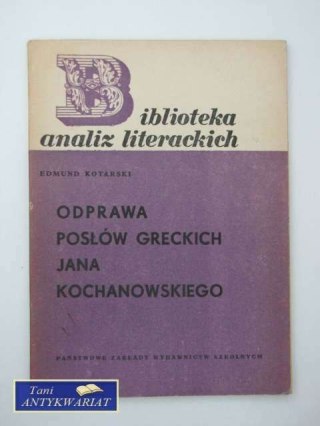 Biblioteka
analiz literackich
EDMUND KOTARSKI
ODPRAWA
POSŁÓW GRECKICH
JANA
KOCHANOWSKIEGO
PAŃSTWOWE ZAKŁADY WYDAWNICTW SZKOLNYCH
Tani
ANTYKWARIAT